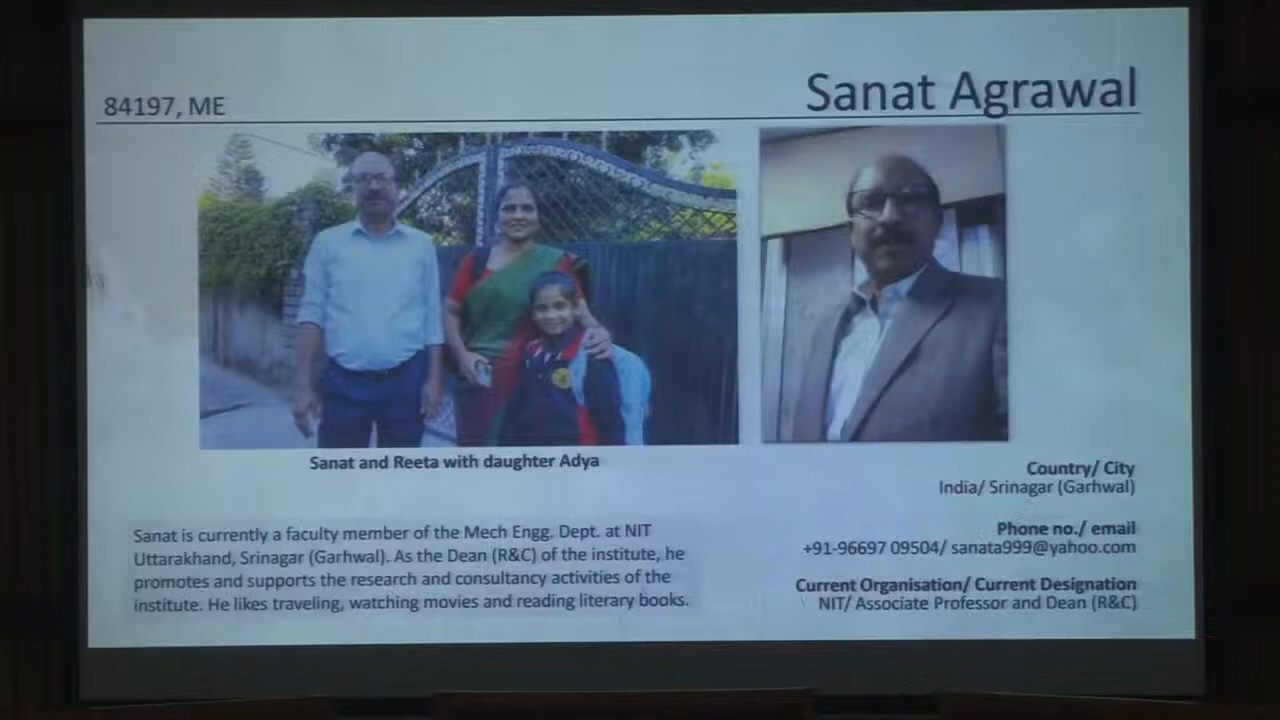 84197, ME
Sanat Agrawal
Sanat and Reeta with daughter Adya
Country/ City
India/ Srinagar (Garhwal)
Sanat is currently a faculty member of the Mech Engg. Dept. at NIT
Uttarakhand, Srinagar (Garhwal). As the Dean (R&C) of the institute, he
promotes and supports the research and consultancy activities of the
institute. He likes traveling, watching movies and reading literary books.
Phone no./ email
+91-96697 09504/ sanata999@yahoo.com
Current Organisation/ Current Designation
NIT/ Associate Professor and Dean (R&C)